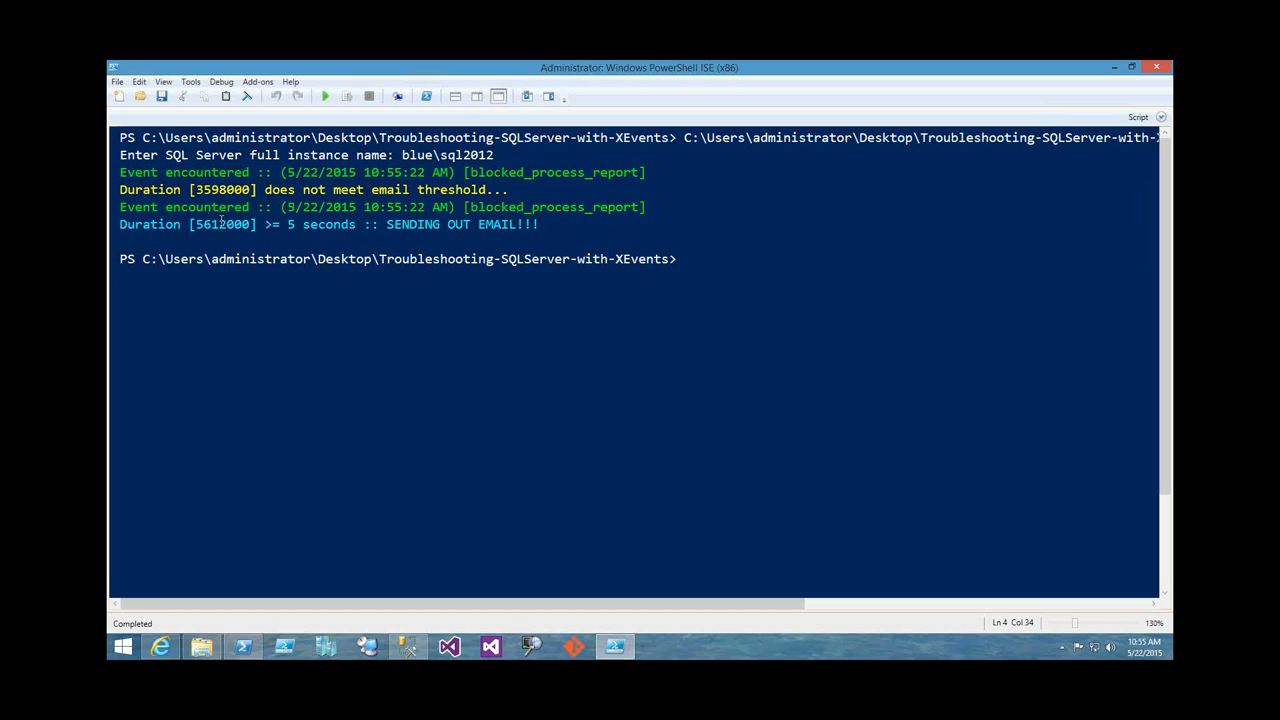 Administrator: Windows PowerShell ISE (x86)
File Edit View Tools Debug Add-ons Help
Script
PS C:\Users\administrator\Desktop\Troubleshooting-SQLServer-with-XEvents> C:\Users\administrator\Desktop\Troubleshooting-SQLServer-with-X
Enter SQL Server full instance name: blue\sql2012
Event encountered :: (5/22/2015 10:55:22 AM) [blocked_process_report]
Duration [3598000] does not meet email threshold...
Event encountered :: (5/22/2015 10:55:22 AM) [blocked_process_report]
Duration [5612000] >= 5 seconds :: SENDING OUT EMAIL!!!
PS C:\Users\administrator\Desktop\Troubleshooting-SQLServer-with-XEvents>
Completed
Ln 4 Col 34
130%
10:55 AM
5/22/2015